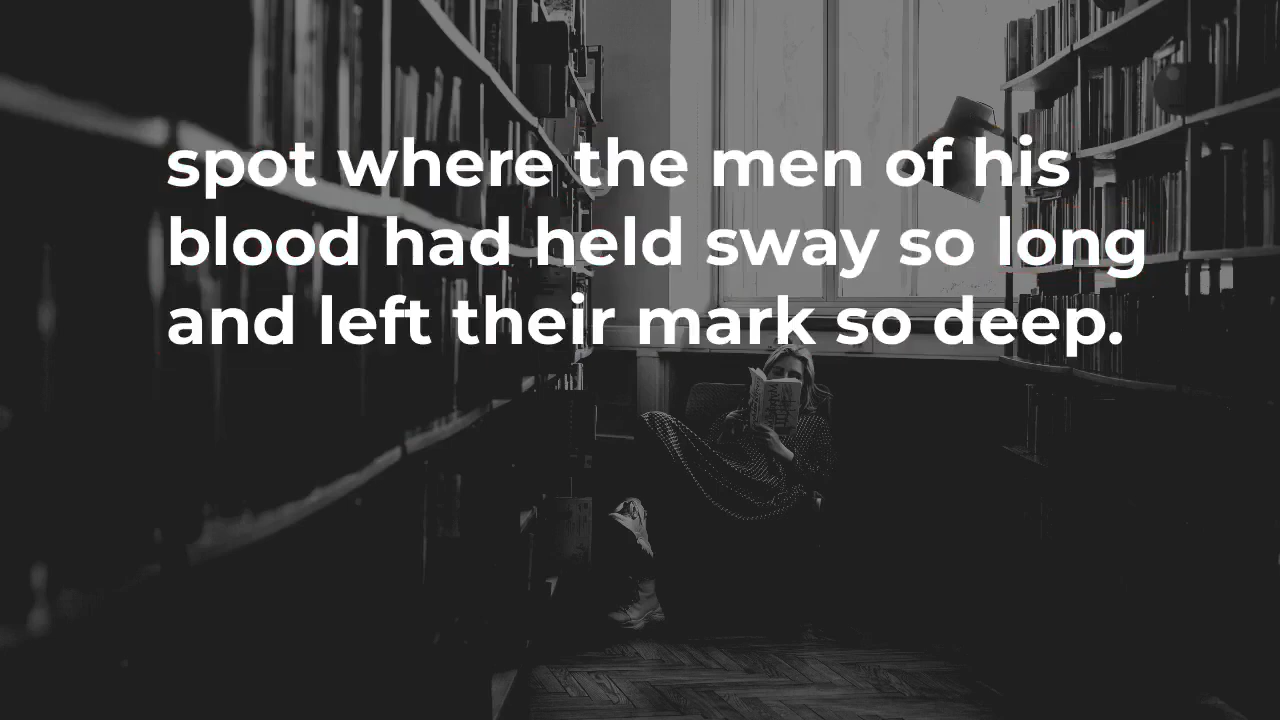 spot where the men of his
blood had held sway so long
and left their mark so deep.